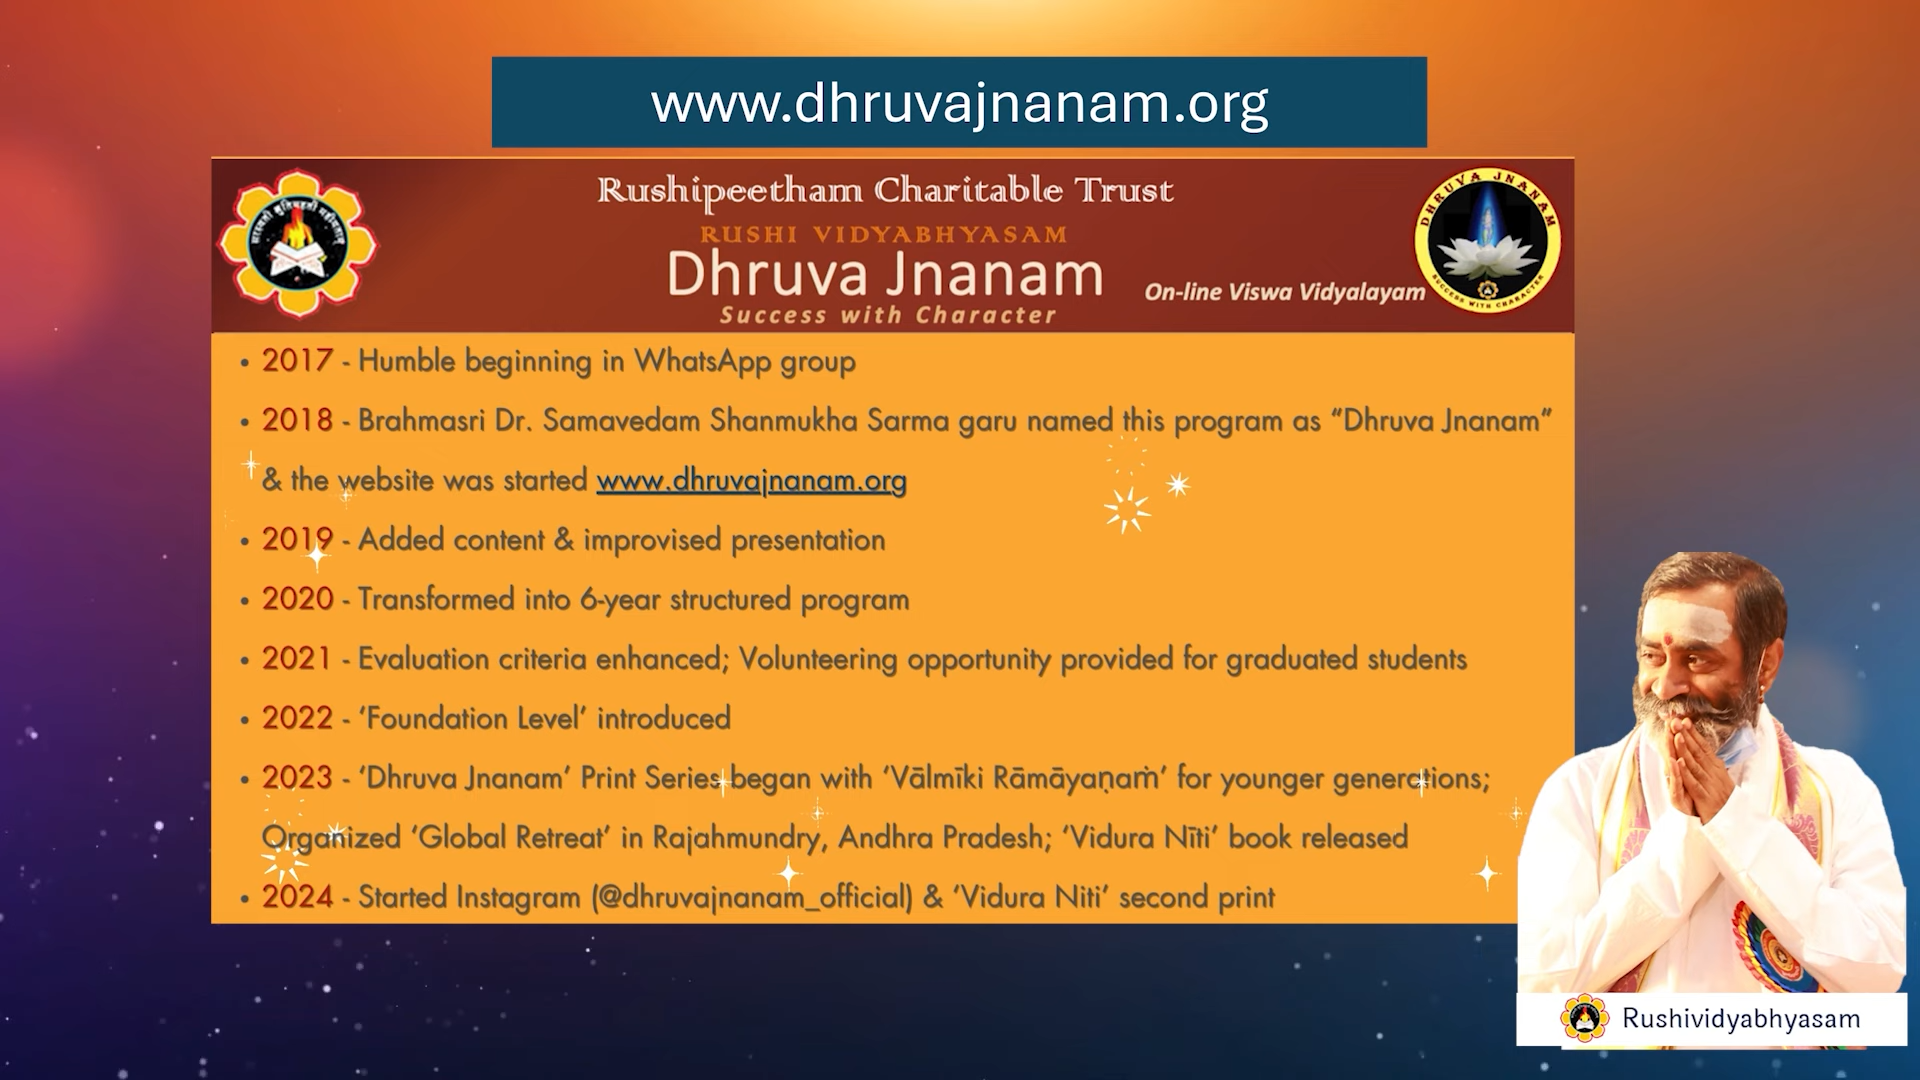 www.dhruvajnanam.org
Rushipeetham Charitable Trust
RUSHI VIDYABHYASAM
Dhruva Jnanam
On-line Viswa Vidyalayam
Success with Character
DHRUVA JNANAM
SUCCESS WITH CHARACTER
• 2017 - Humble beginning in WhatsApp group
• 2018 - Brahmasri Dr. Samavedam Shanmukha Sarma garu named this program as “Dhruva Jnanam”
& the website was started www.dhruvajnanam.org
• 2019 - Added content & improvised presentation
• 2020 - Transformed into 6-year structured program
• 2021 - Evaluation criteria enhanced; Volunteering opportunity provided for graduated students
• 2022 - ‘Foundation Level’ introduced
• 2023 - ‘Dhruva Jnanam’ Print Series began with ‘Vālmīki Rāmāyaṇaṁ’ for younger generations;
Organized ‘Global Retreat’ in Rajahmundry, Andhra Pradesh; ‘Vidura Nīti’ book released
• 2024 - Started Instagram (@dhruvajnanam_official) & ‘Vidura Niti’ second print
Rushividyabhyasam